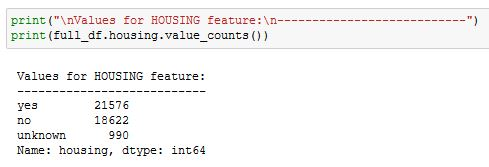 print("\nValues for HOUSING feature:\n---------------------------")
print(full_df.housing.value_counts())
Values for HOUSING feature:
---------------------------
yes        21576
no         18622
unknown      990
Name: housing, dtype: int64